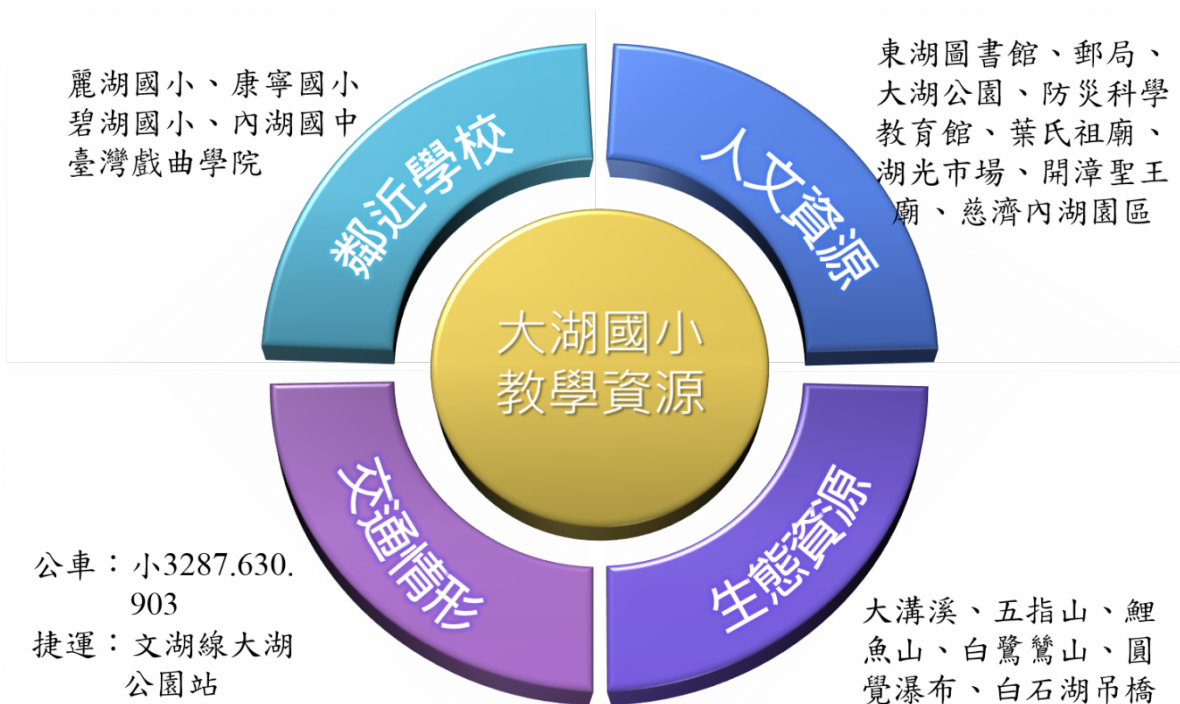 麗湖國小、康寧國小
碧湖國小、內湖國中
臺灣戲曲學院
鄰近學校
東湖圖書館、郵局、
大湖公園、防災科學
教育館、葉氏祖廟、
湖光市場、開漳聖王
廟、慈濟內湖園區
人文資源
大湖國小
教學資源
交通情形
公車：小3287.630.
903
捷運：文湖線大湖
公園站
生態資源
大溝溪、五指山、鯉
魚山、白鷺鷥山、圓
覺瀑布、白石湖吊橋